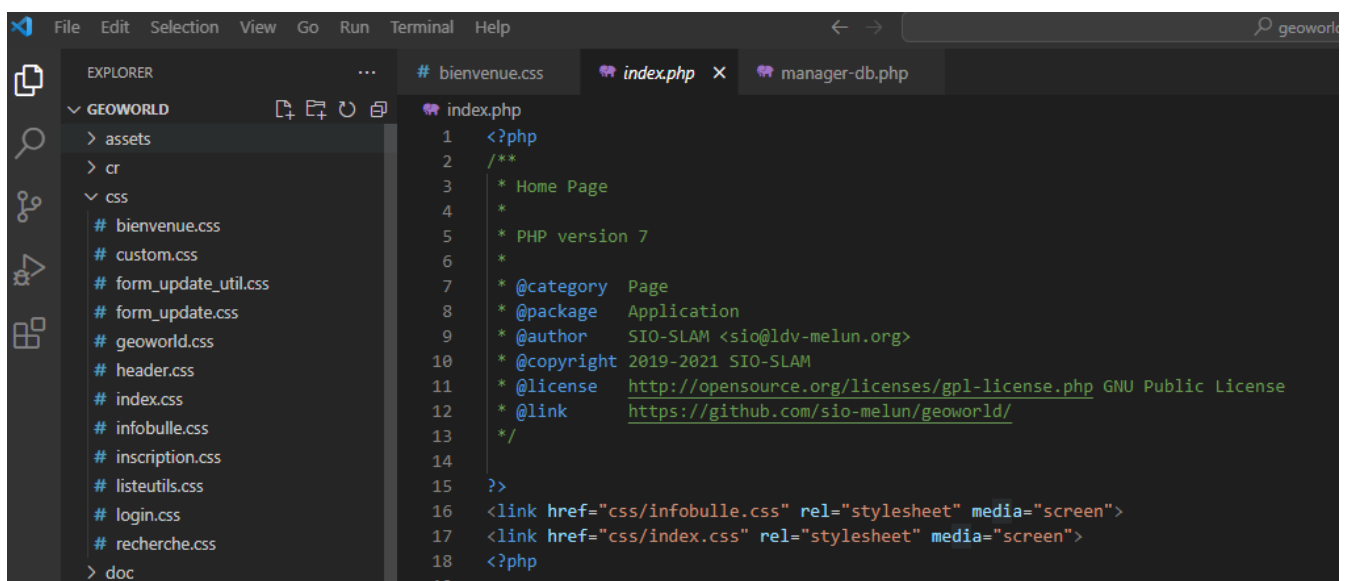 File Edit Selection View Go Run Terminal Help
EXPLORER ...
GEOWORLD
assets
cr
css
# bienvenue.css
# custom.css
# form_update_util.css
# form_update.css
# geoworld.css
# header.css
# index.css
# infobulle.css
# inscription.css
# listeutils.css
# login.css
# recherche.css
doc
# bienvenue.css index.php manager-db.php
index.php
1 <?php
2 /**
3 * Home Page
4 *
5 * PHP version 7
6 *
7 * @category Page
8 * @package Application
9 * @author SIO-SLAM <sio@ldv-melun.org>
10 * @copyright 2019-2021 SIO-SLAM
11 * @license http://opensource.org/licenses/gpl-license.php GNU Public License
12 * @link https://github.com/sio-melun/geoworld/
13 */
14
15 ?>
16 <link href="css/infobulle.css" rel="stylesheet" media="screen">
17 <link href="css/index.css" rel="stylesheet" media="screen">
18 <?php